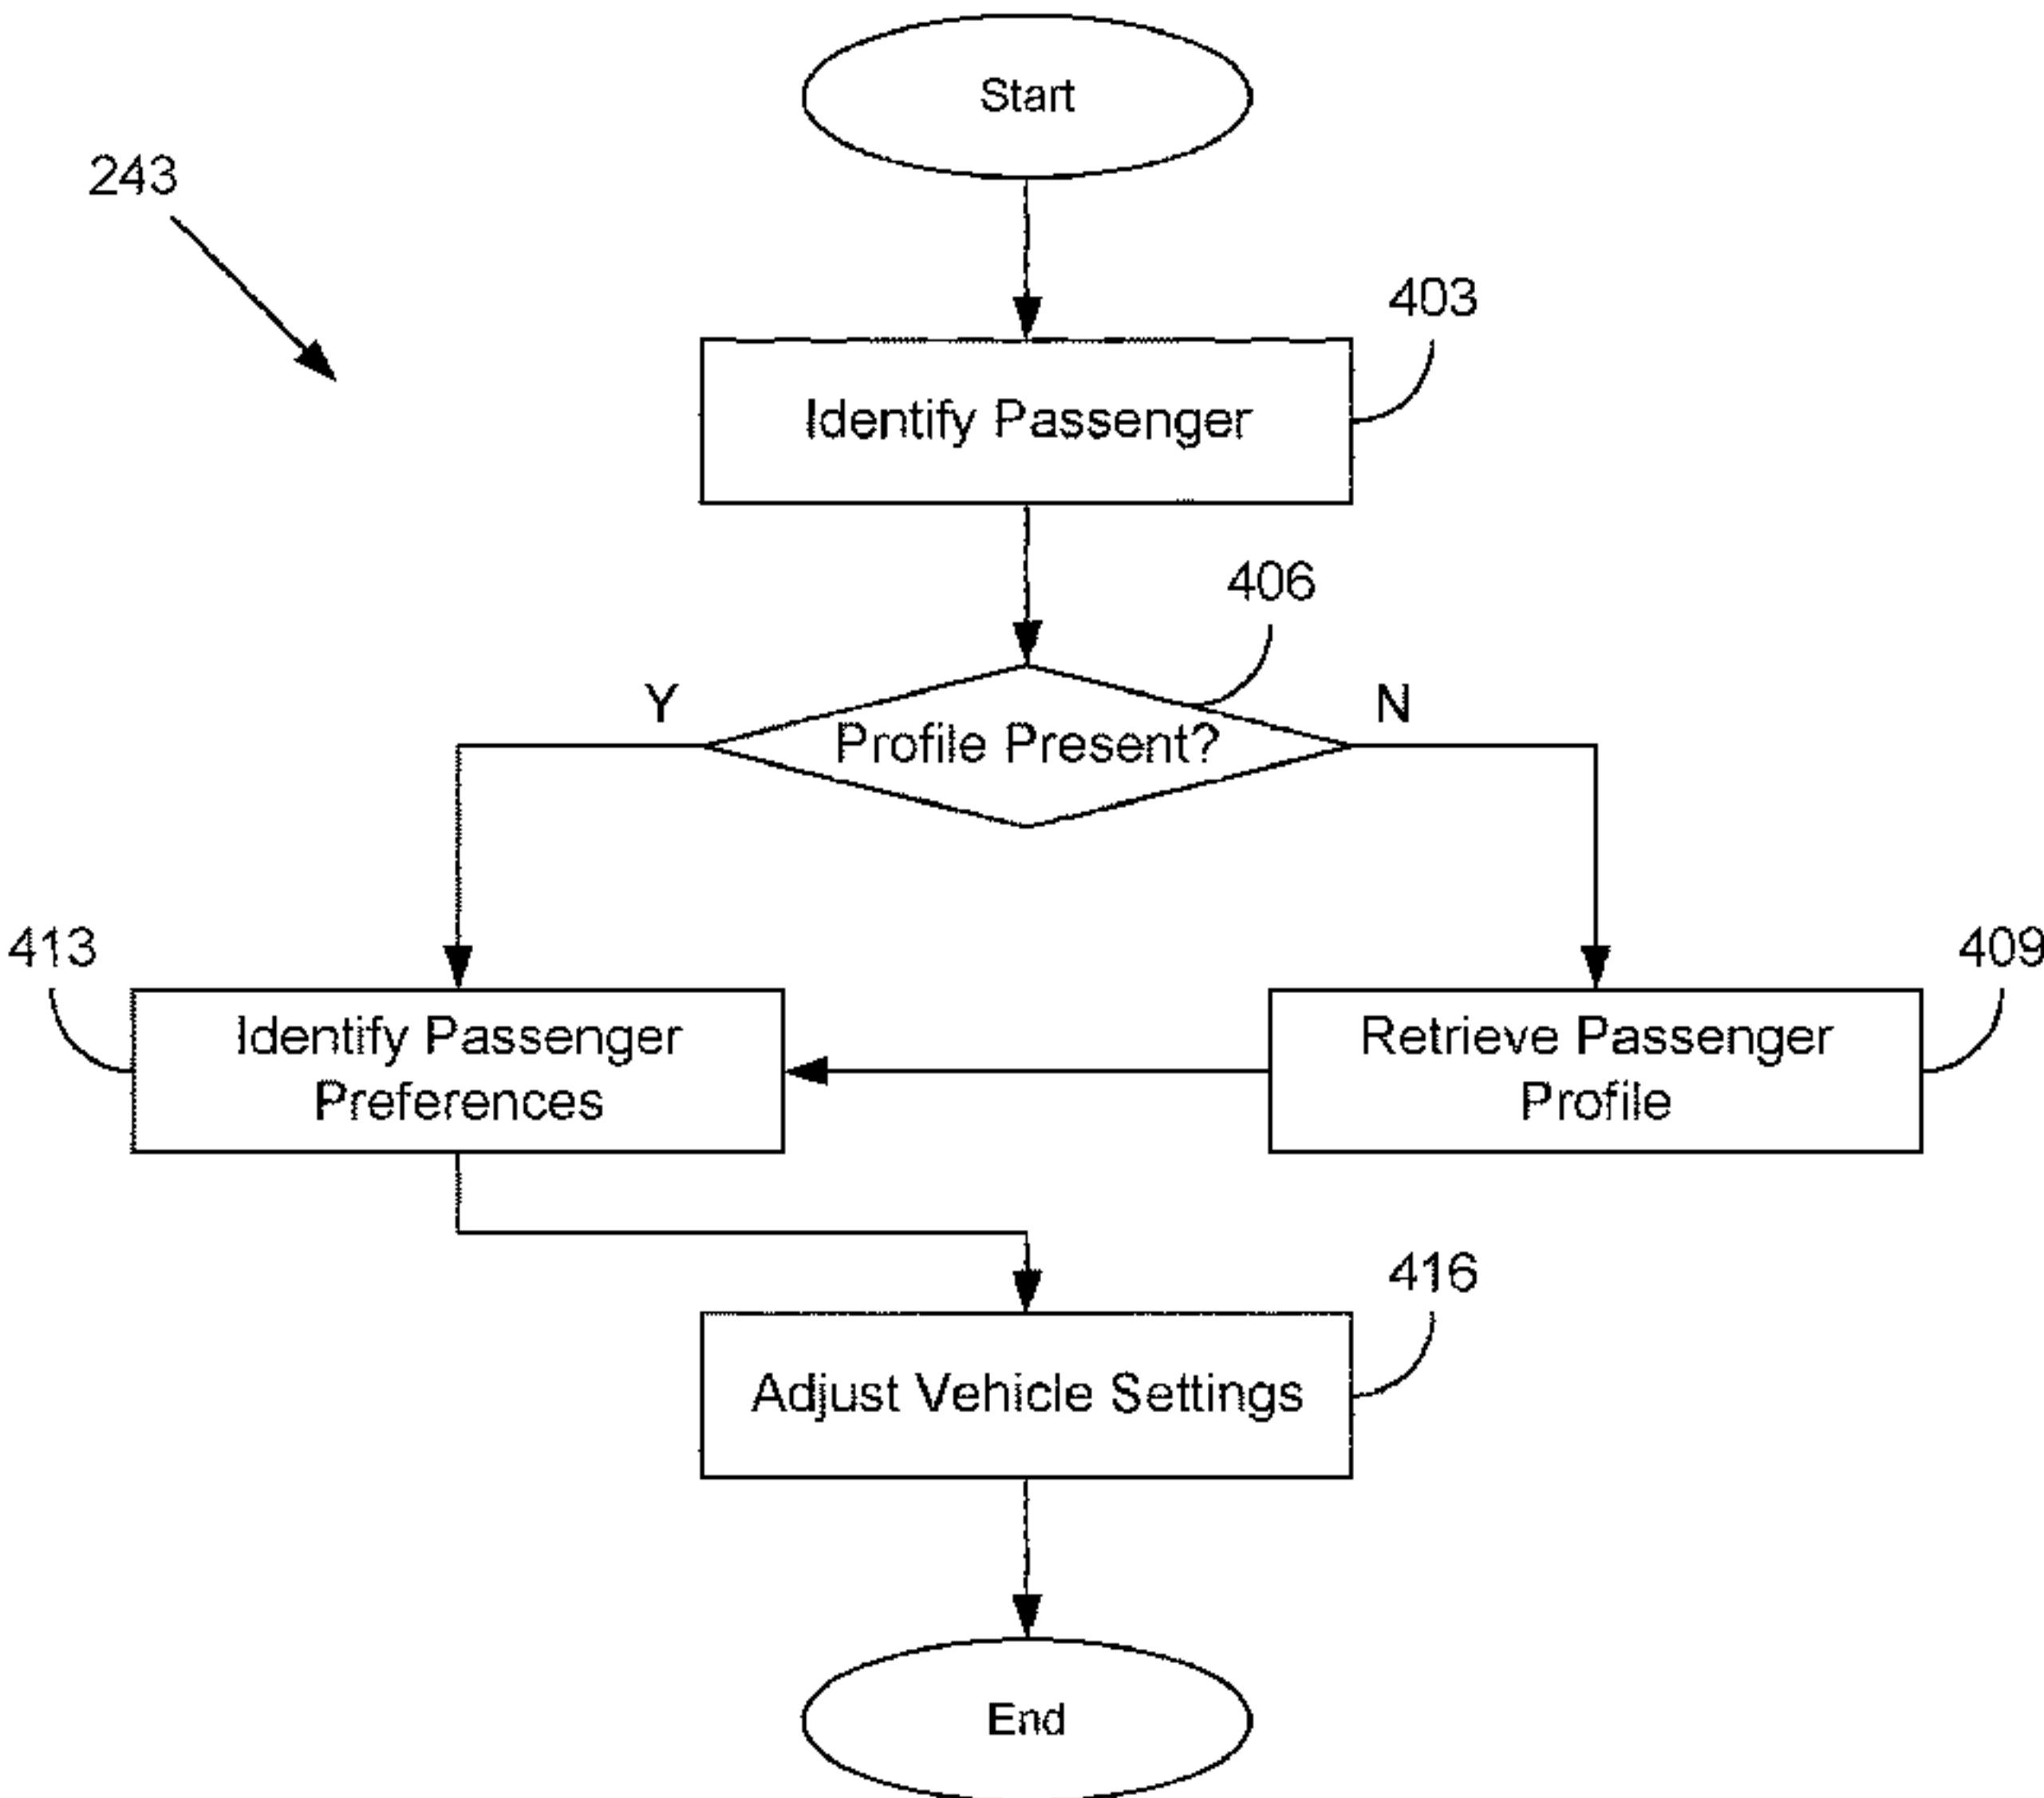 Start
243
403
Identify Passenger
406
Y
N
Profile Present?
413
409
Identify Passenger
Preferences
Retrieve Passenger
Profile
416
Adjust Vehicle Settings
End